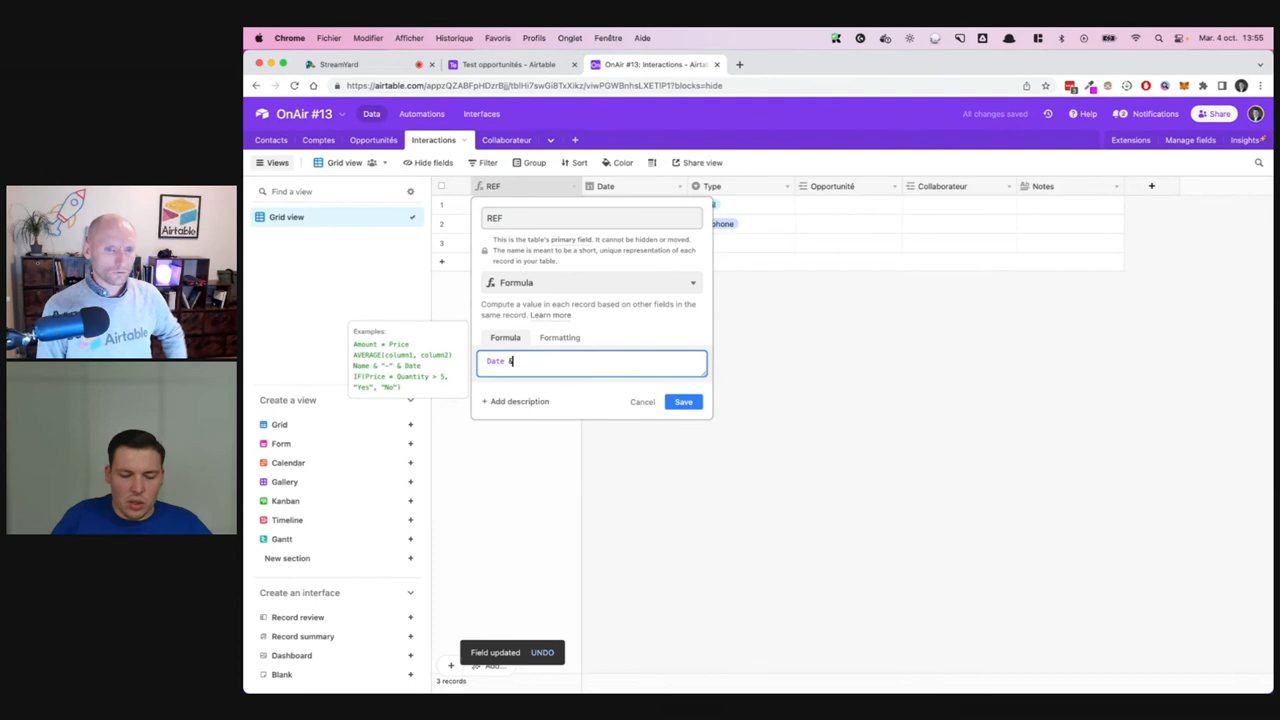 Chrome Fichier Modifier Afficher Historique Favoris Profils Onglet Fenêtre Aide Mar. 4 oct. 13:55
StreamYard Test opportunités - Airtable OnAir #13: Interactions - Airta
https://airtable.com/appzQZABFpHDzrBjj/tblHi7swGi8TxXikz/viwPGWBnhsLXETlP1?blocks=hide
OnAir #13 Data Automations Interfaces All changes saved Help Notifications Share
Contacts Comptes Opportunités Interactions Collaborateur Extensions Manage fields Insights
Views Grid view Hide fields Filter Group Sort Color Share view
Find a view
Grid view
REF Date Type Opportunité Collaborateur Notes
1
2 phone
3
REF
This is the table's primary field. It cannot be hidden or moved.
The name is meant to be a short, unique representation of each
record in your table.
Formula
Compute a value in each record based on other fields in the
same record. Learn more
Formula Formatting
Date &
Examples:
Amount * Price
AVERAGE(column1, column2)
Name & "-" & Date
IF(Price * Quantity > 5,
"Yes", "No")
+ Add description Cancel Save
Create a view
Grid
Form
Calendar
Gallery
Kanban
Timeline
Gantt
New section
Create an interface
Record review
Record summary
Dashboard
Blank
Field updated UNDO
Add...
3 records
Airtable
Airtable